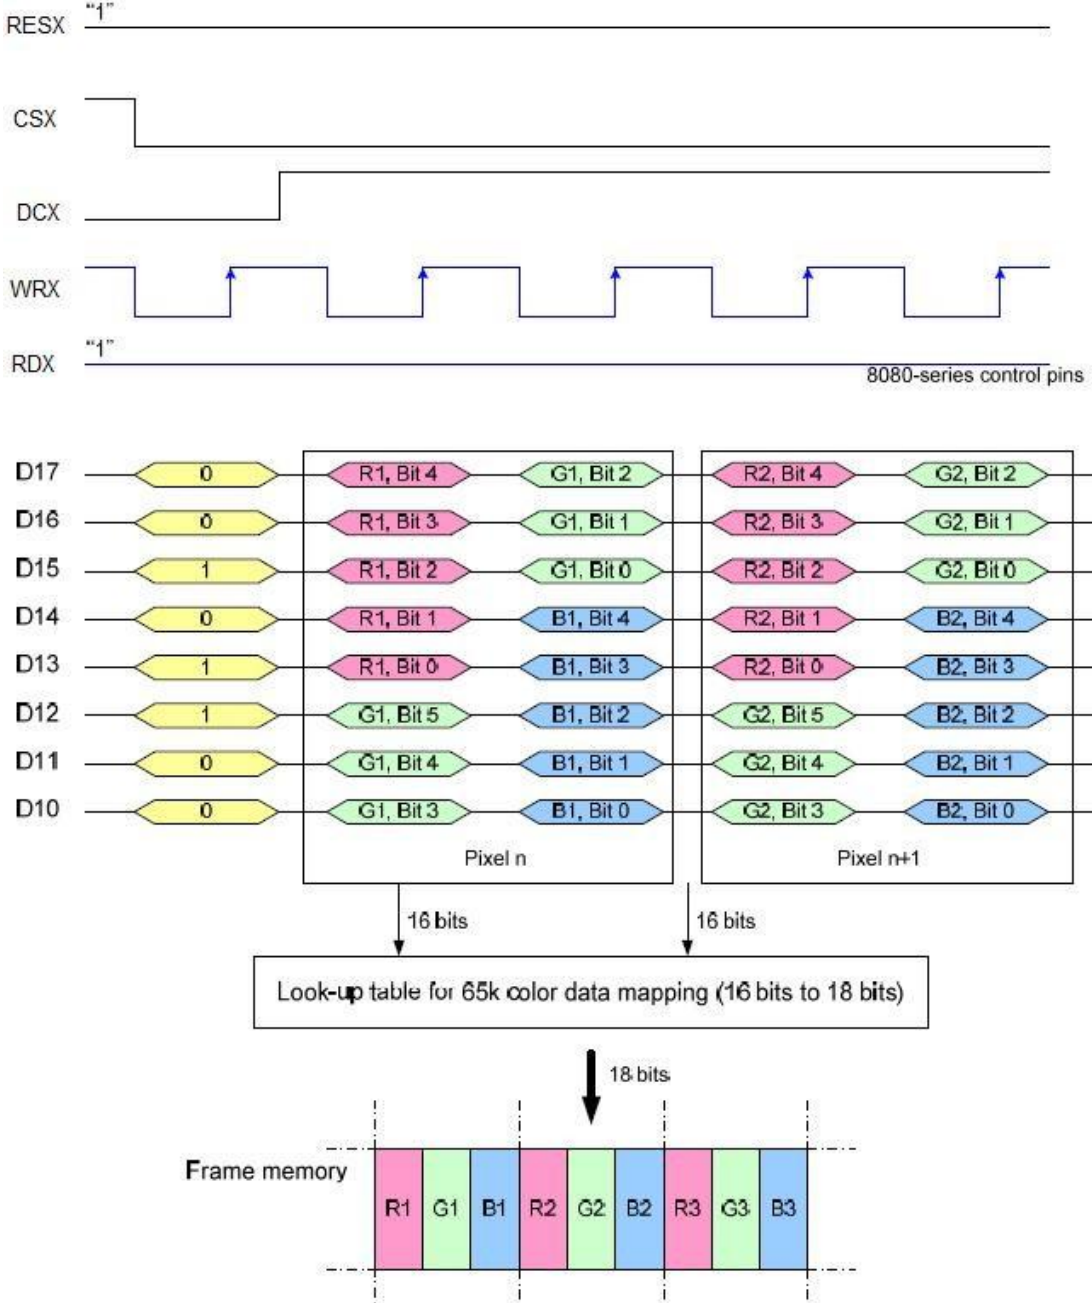 RESX “1”
CSX
DCX
WRX
RDX “1”
8080-series control pins
D17 0 R1, Bit 4 G1, Bit 2 R2, Bit 4 G2, Bit 2
D16 0 R1, Bit 3 G1, Bit 1 R2, Bit 3 G2, Bit 1
D15 1 R1, Bit 2 G1, Bit 0 R2, Bit 2 G2, Bit 0
D14 0 R1, Bit 1 B1, Bit 4 R2, Bit 1 B2, Bit 4
D13 1 R1, Bit 0 B1, Bit 3 R2, Bit 0 B2, Bit 3
D12 1 G1, Bit 5 B1, Bit 2 G2, Bit 5 B2, Bit 2
D11 0 G1, Bit 4 B1, Bit 1 G2, Bit 4 B2, Bit 1
D10 0 G1, Bit 3 B1, Bit 0 G2, Bit 3 B2, Bit 0
Pixel n Pixel n+1
16 bits 16 bits
Look-up table for 65k color data mapping (16 bits to 18 bits)
18 bits
Frame memory
R1 G1 B1 R2 G2 B2 R3 G3 B3